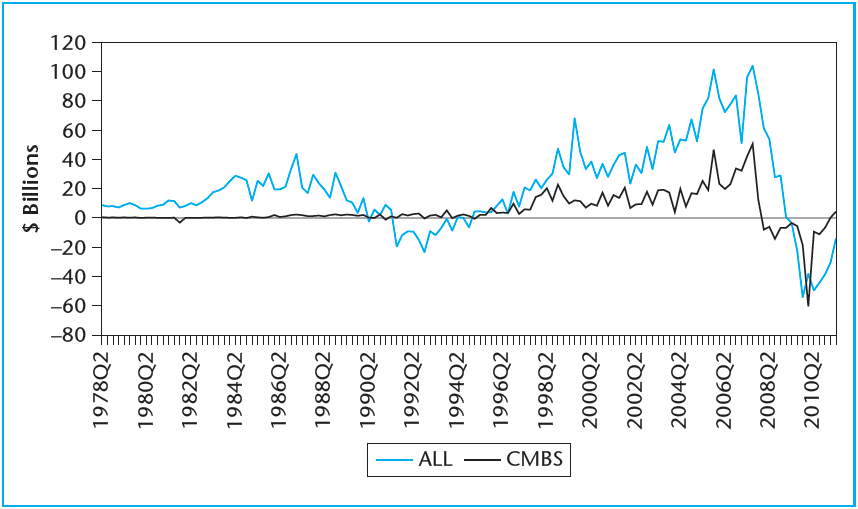 $ Billions
120
100
80
60
40
20
0
–20
–40
–60
–80
1978Q2
1980Q2
1982Q2
1984Q2
1986Q2
1988Q2
1990Q2
1992Q2
1994Q2
1996Q2
1998Q2
2000Q2
2002Q2
2004Q2
2006Q2
2008Q2
2010Q2
ALL CMBS